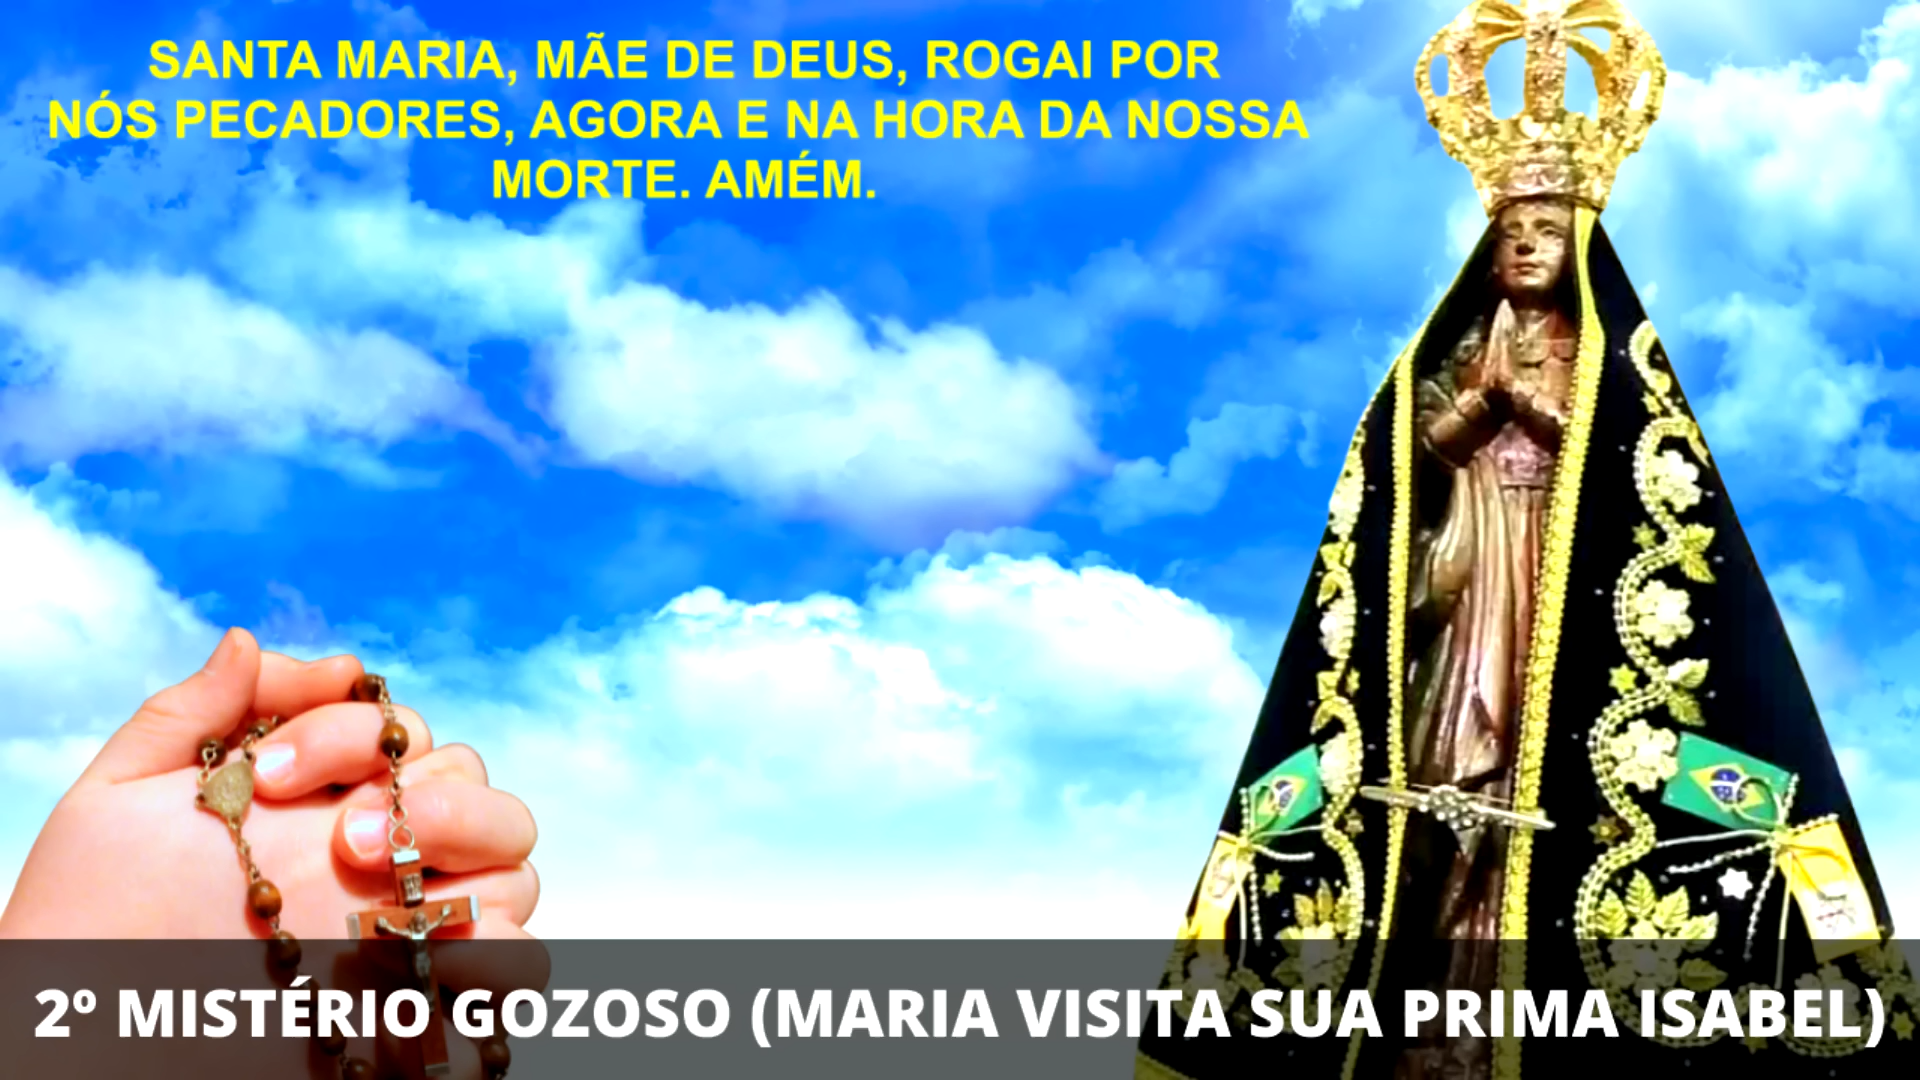 SANTA MARIA, MÃE DE DEUS, ROGAI POR
NÓS PECADORES, AGORA E NA HORA DA NOSSA
MORTE. AMÉM.
2º MISTÉRIO GOZOSO (MARIA VISITA SUA PRIMA ISABEL)